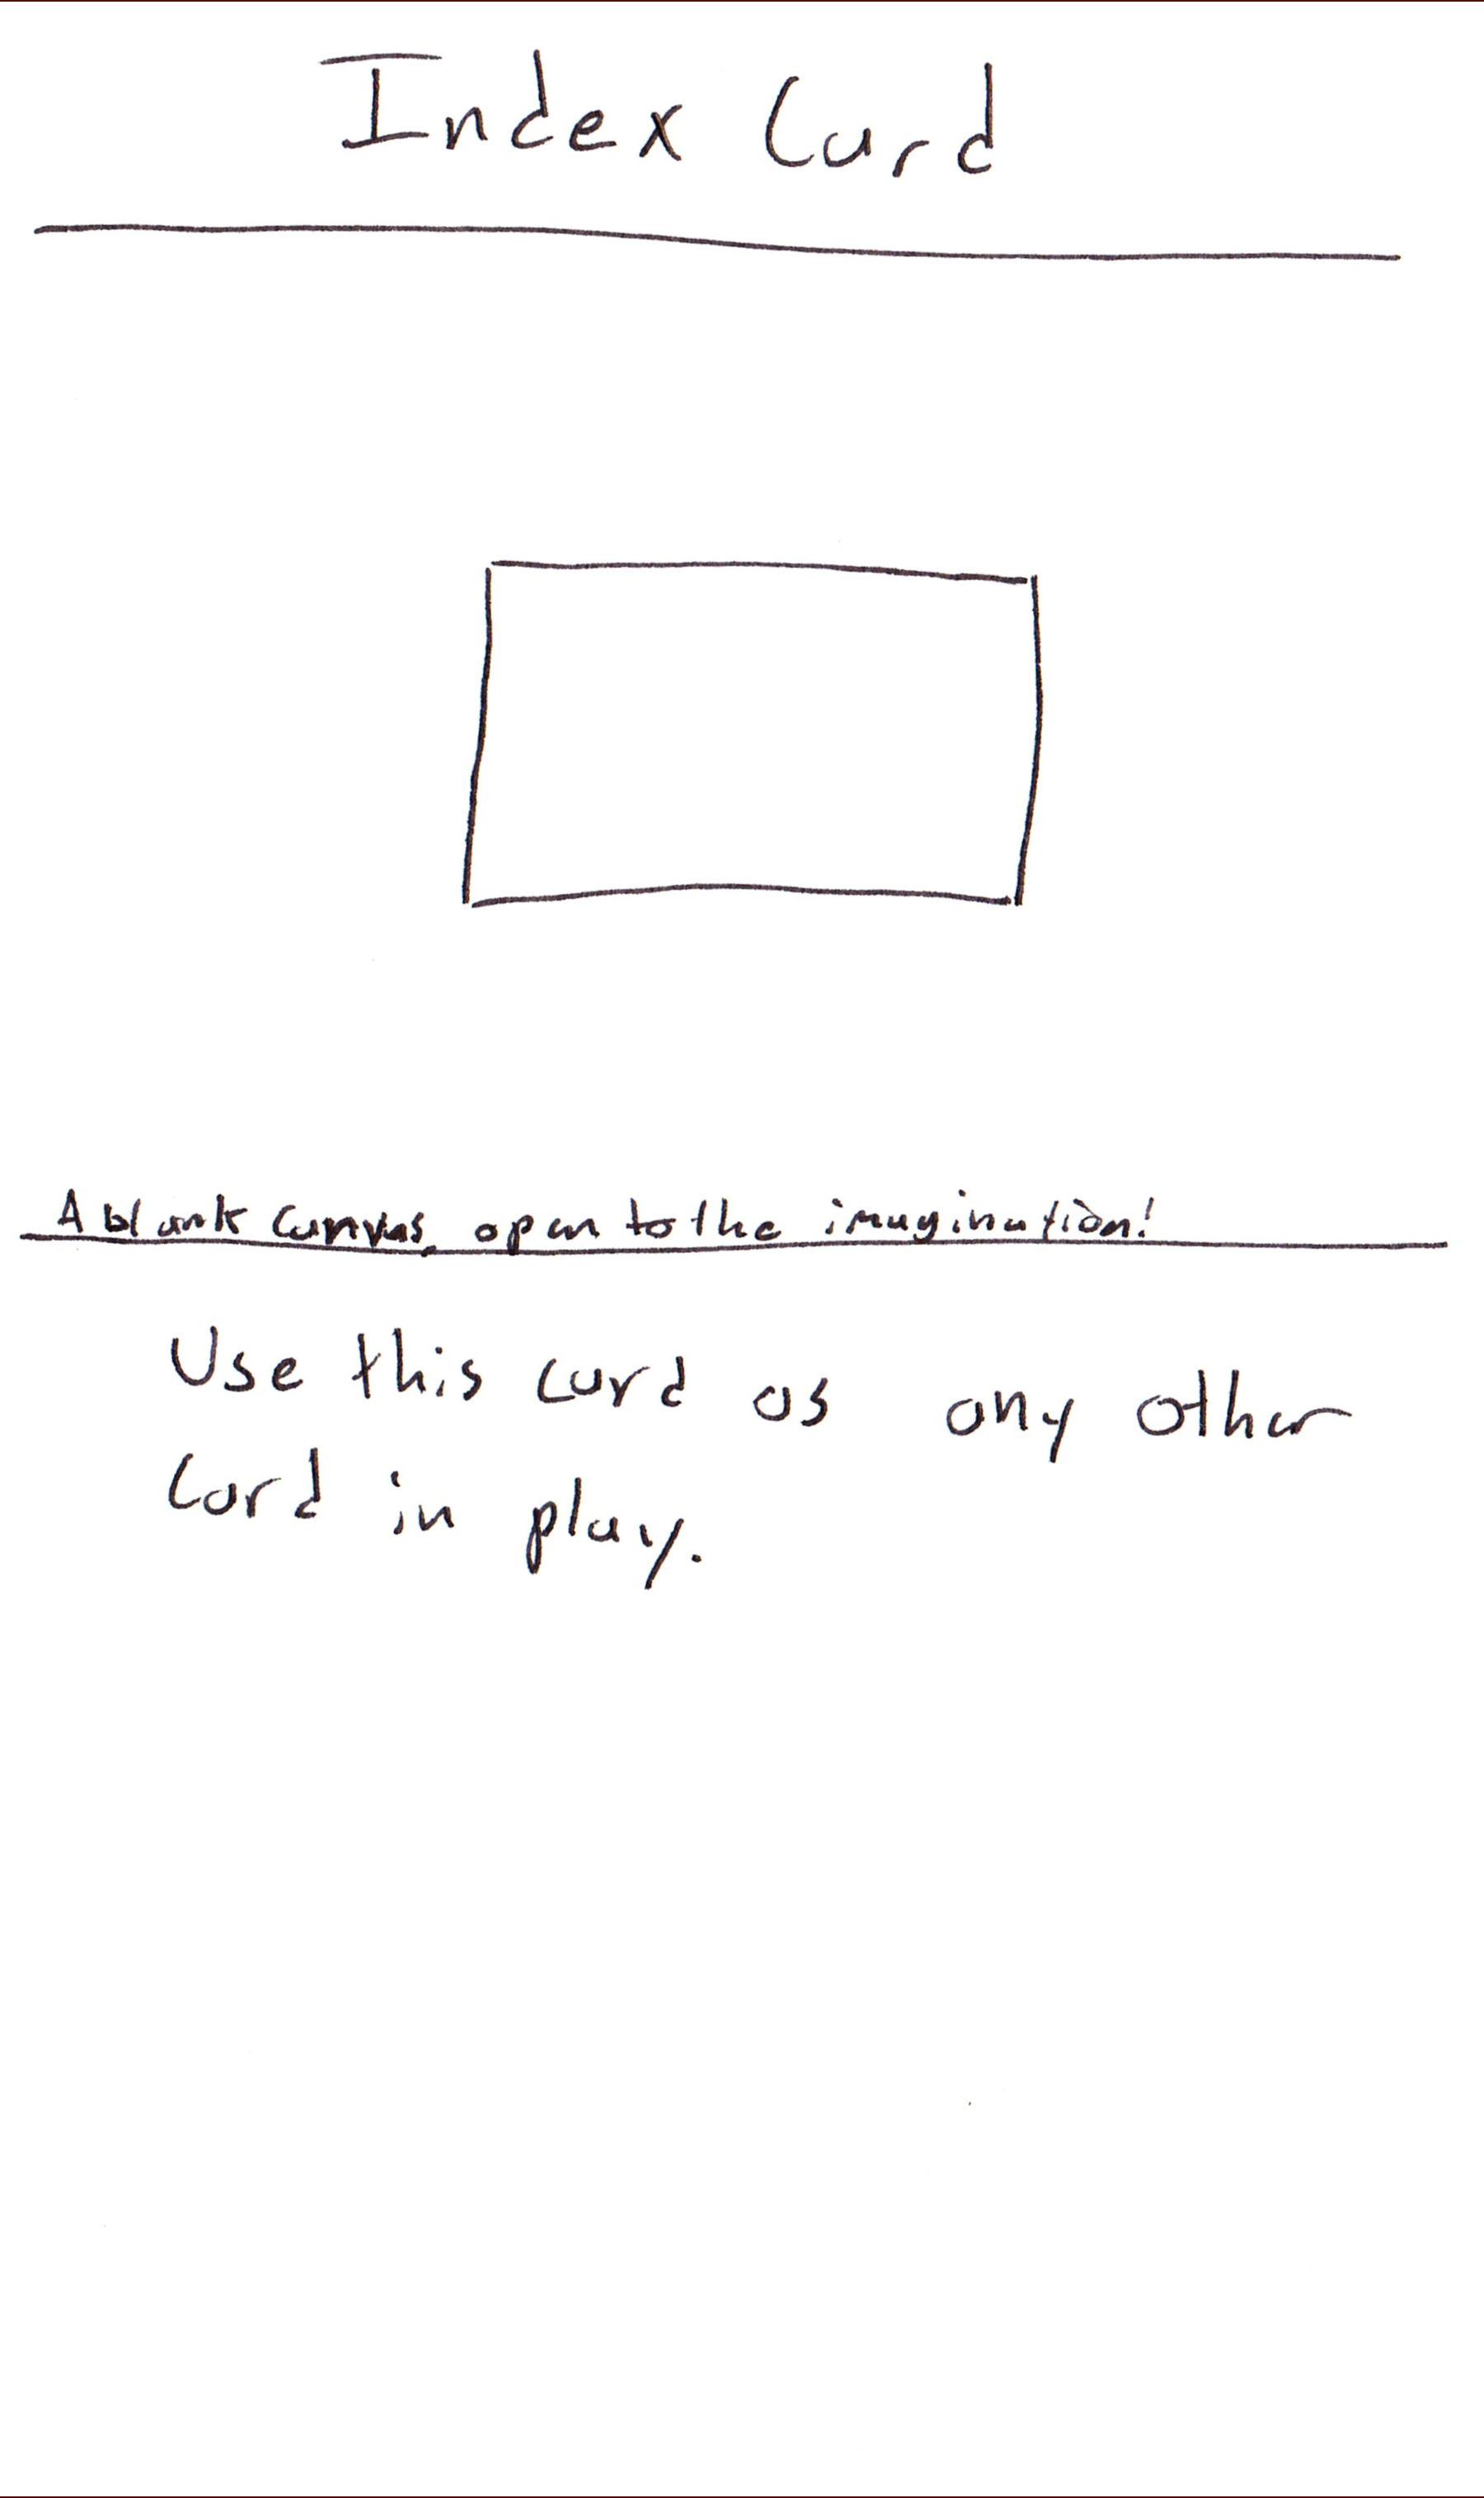 Index Card
A blank canvas, open to the imagination!
Use this card as any other
card in play.